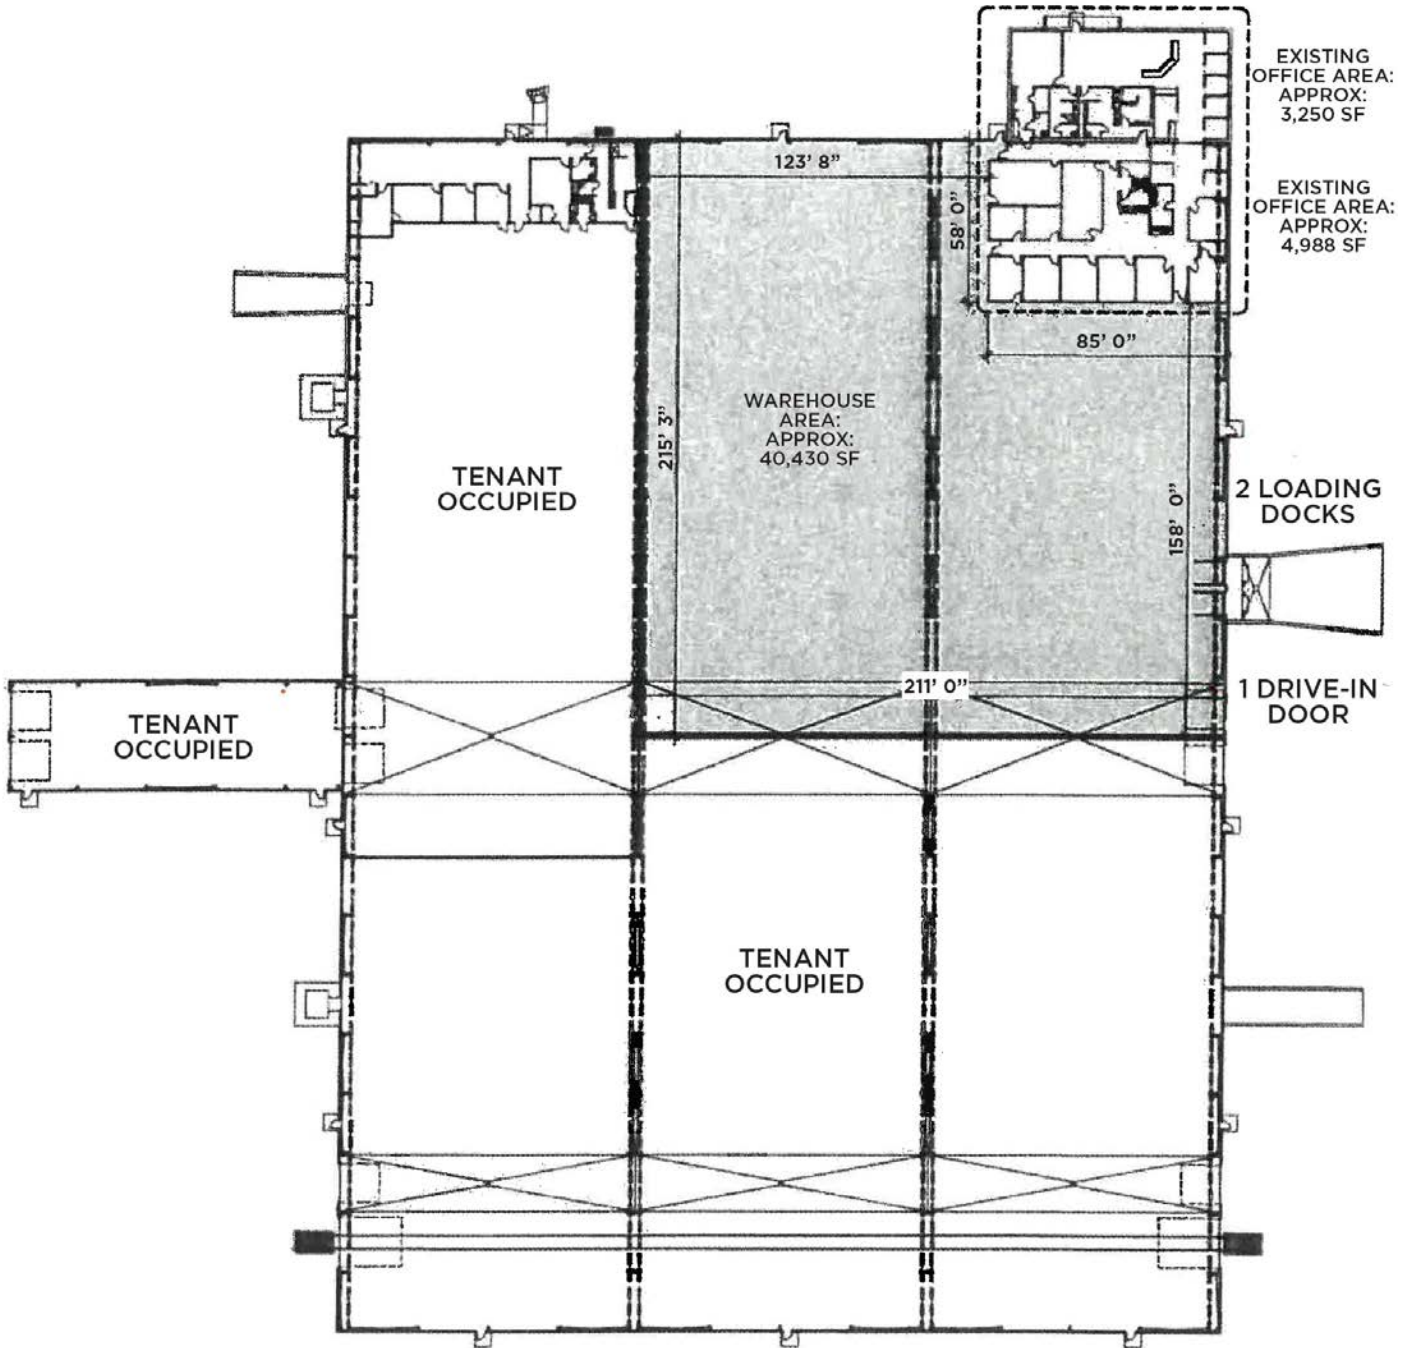 EXISTING
OFFICE AREA:
APPROX:
3,250 SF
123' 8"
EXISTING
OFFICE AREA:
APPROX:
4,988 SF
58' 0"
85' 0"
WAREHOUSE
AREA:
APPROX:
40,430 SF
215' 3"
TENANT
OCCUPIED
2 LOADING
DOCKS
158' 0"
211' 0"
1 DRIVE-IN
DOOR
TENANT
OCCUPIED
TENANT
OCCUPIED